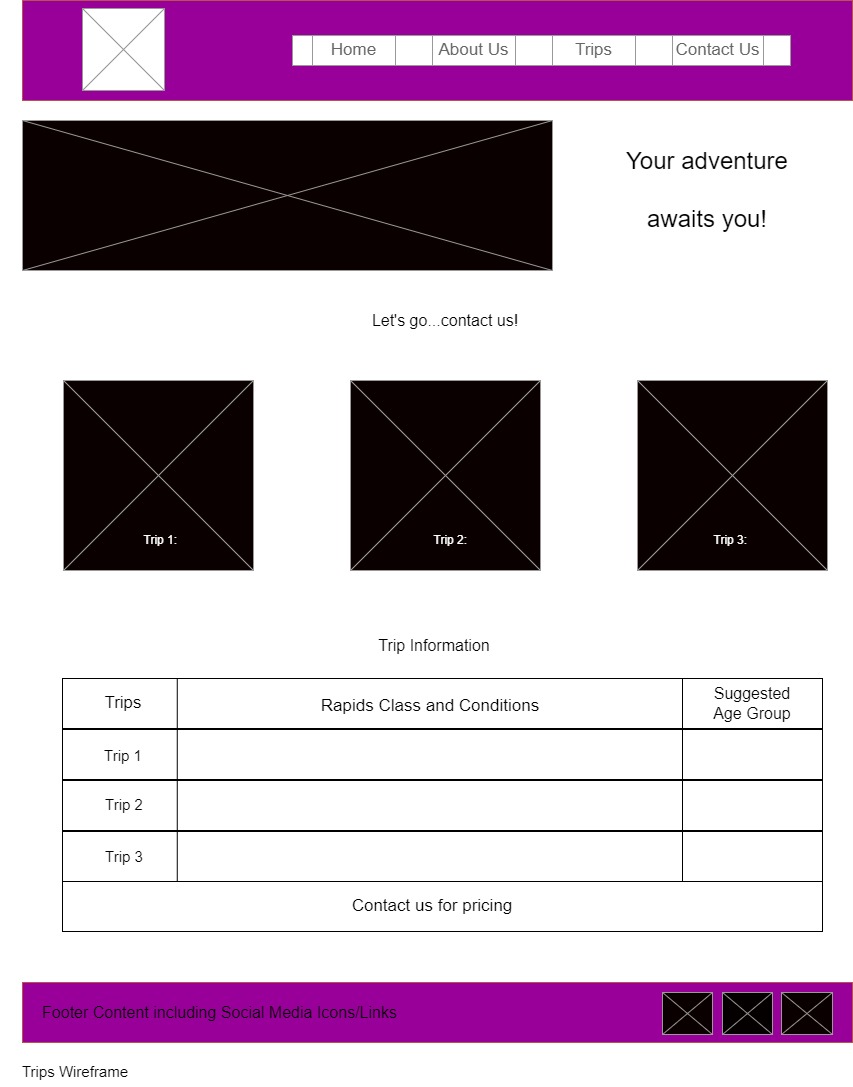 Home About Us Trips Contact Us
Your adventure
awaits you!
Let's go...contact us!
Trip 1: Trip 2: Trip 3:
Trip Information
Trips Rapids Class and Conditions Suggested
Age Group
Trip 1
Trip 2
Trip 3
Contact us for pricing
Footer Content including Social Media Icons/Links
Trips Wireframe